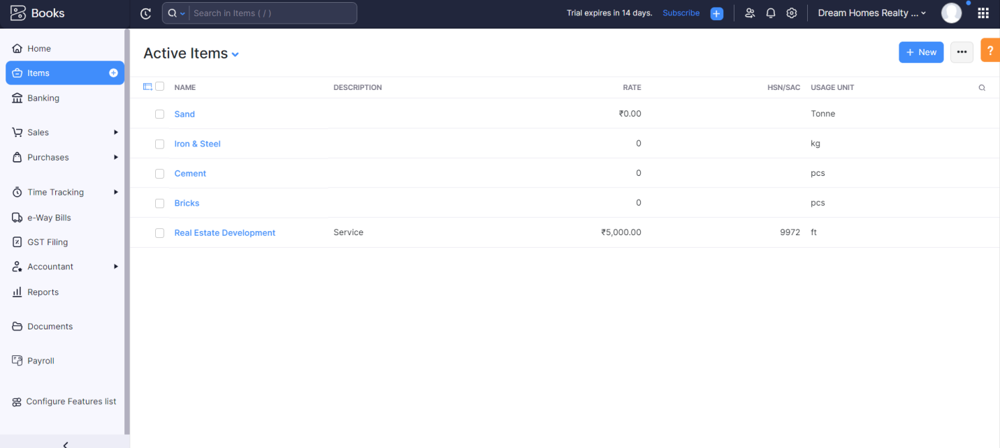 Books
Search in Items ( / )
Trial expires in 14 days. Subscribe
Dream Homes Realty ...
Home
Items
Banking
Sales
Purchases
Time Tracking
e-Way Bills
GST Filing
Accountant
Reports
Documents
Payroll
Configure Features list
Active Items
+ New
?
NAME DESCRIPTION RATE HSN/SAC USAGE UNIT
Sand ₹0.00 Tonne
Iron & Steel 0 kg
Cement 0 pcs
Bricks 0 pcs
Real Estate Development Service ₹5,000.00 9972 ft